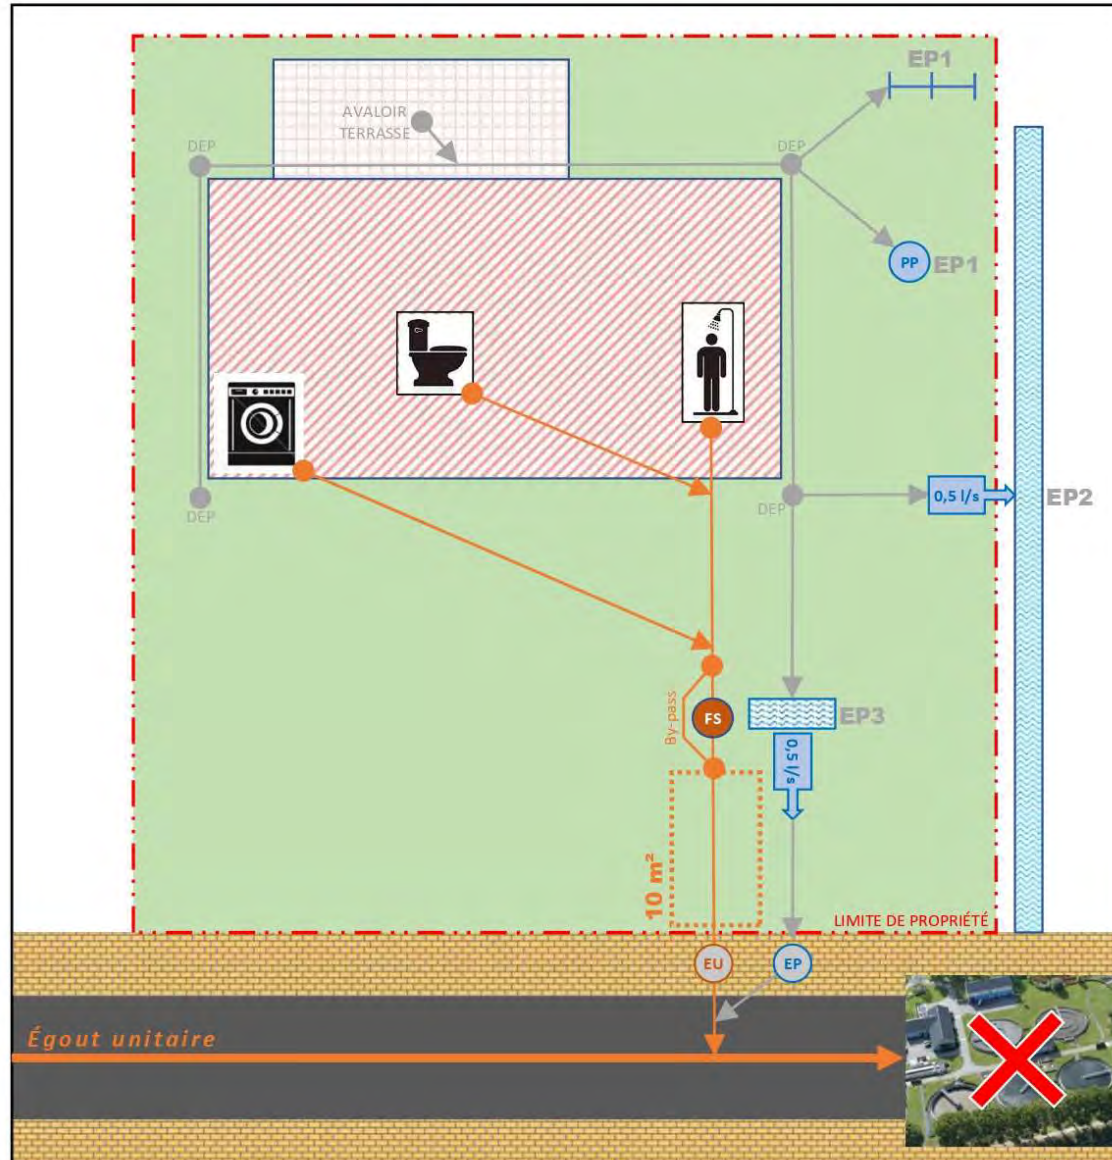 EP1
AVALOIR
TERRASSE
DEP
DEP
PP
EP1
DEP
DEP
0,5 l/s
EP2
By-pass
FS
EP3
0,5 l/s
10 m²
LIMITE DE PROPRIÉTÉ
EU
EP
Égout unitaire